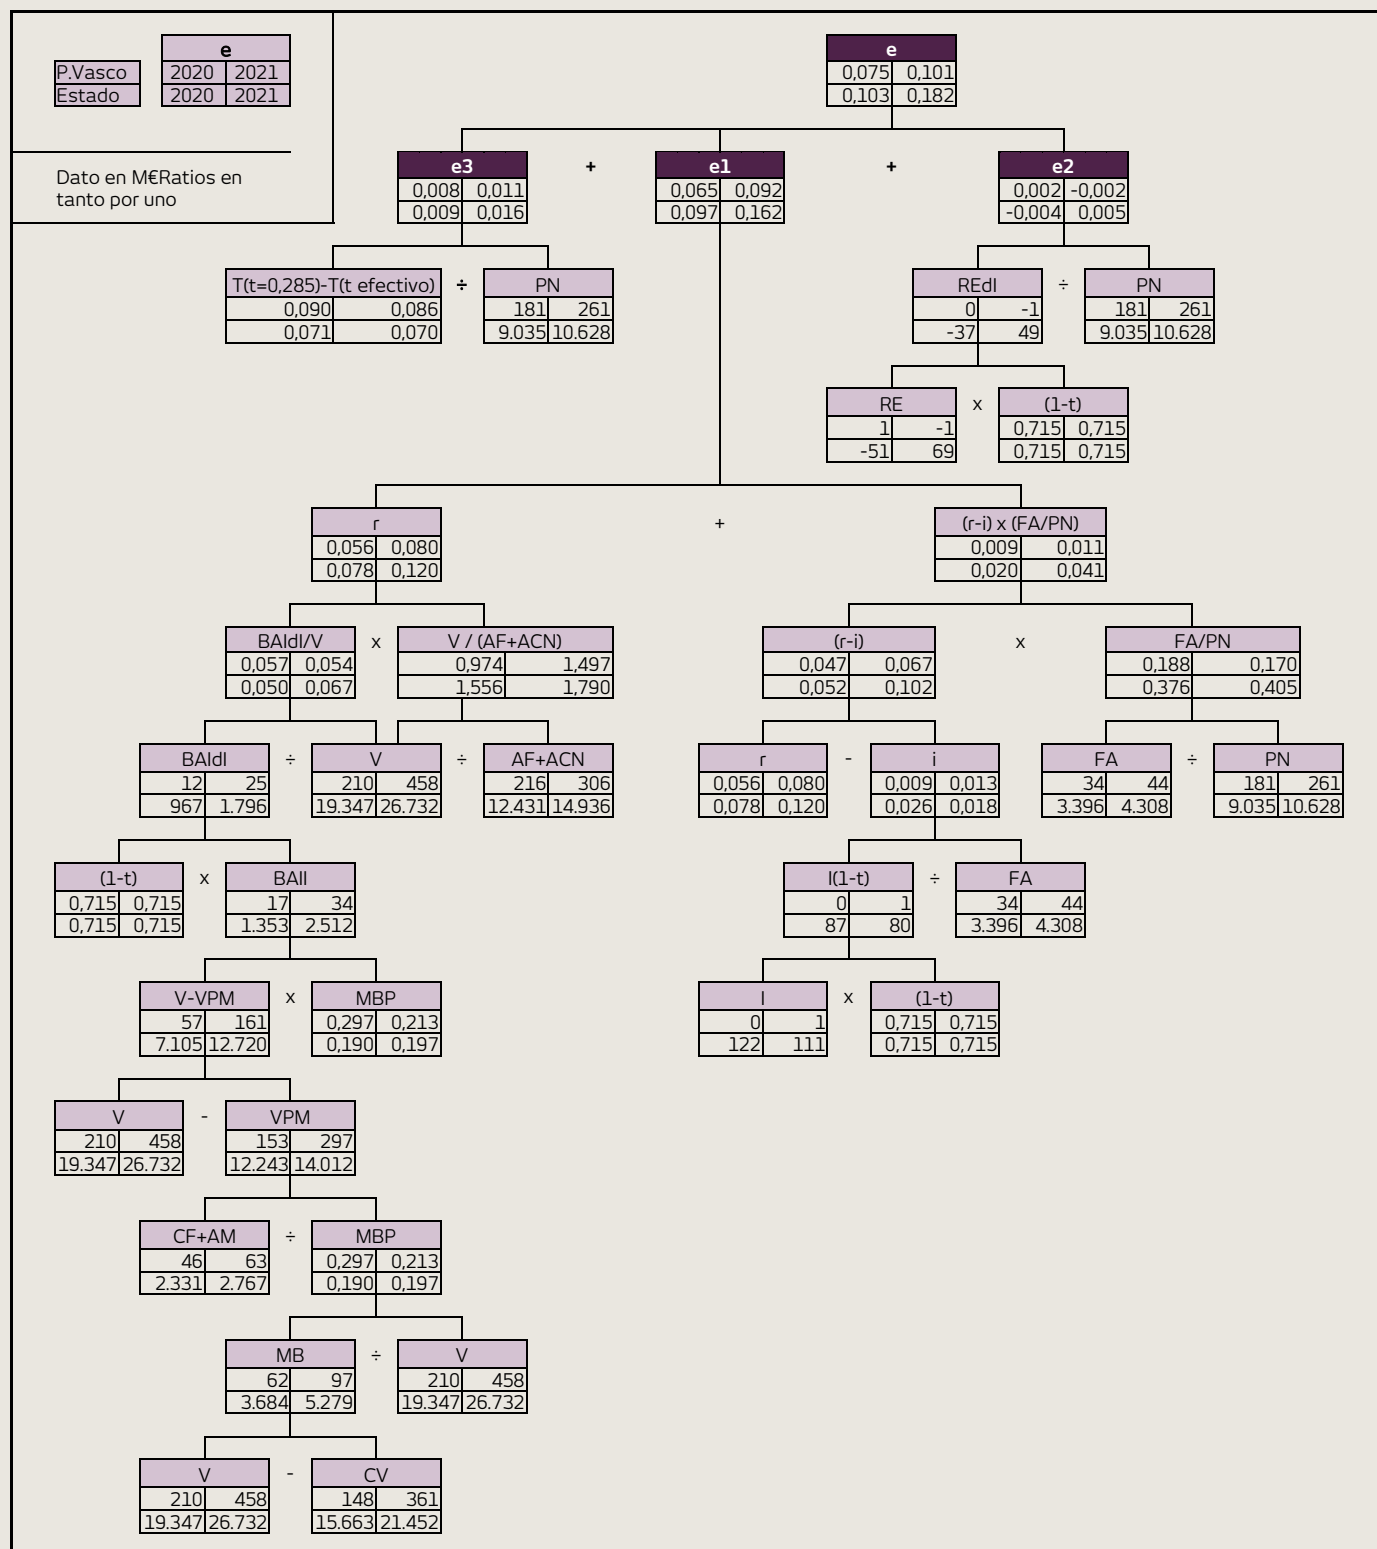 e
P.Vasco 2020 2021
Estado 2020 2021
Dato en M€Ratios en
tanto por uno
e
0,075 0,101
0,103 0,182
e3 + e1 + e2
0,008 0,011 0,065 0,092 0,002 -0,002
0,009 0,016 0,097 0,162 -0,004 0,005
T(t=0,285)-T(t efectivo) ÷ PN REdI ÷ PN
0,090 0,086 181 261 0 -1 181 261
0,071 0,070 9.035 10.628 -37 49 9.035 10.628
RE x (1-t)
1 -1 0,715 0,715
-51 69 0,715 0,715
r + (r-i) x (FA/PN)
0,056 0,080 0,009 0,011
0,078 0,120 0,020 0,041
BAIdI/V x V / (AF+ACN) (r-i) x FA/PN
0,057 0,054 0,974 1,497 0,047 0,067 0,188 0,170
0,050 0,067 1,556 1,790 0,052 0,102 0,376 0,405
BAIdI ÷ V ÷ AF+ACN r - i FA ÷ PN
12 25 210 458 216 306 0,056 0,080 0,009 0,013 34 44 181 261
967 1.796 19.347 26.732 12.431 14.936 0,078 0,120 0,026 0,018 3.396 4.308 9.035 10.628
(1-t) x BAII I(1-t) ÷ FA
0,715 0,715 17 34 0 1 34 44
0,715 0,715 1.353 2.512 87 80 3.396 4.308
V-VPM x MBP I x (1-t)
57 161 0,297 0,213 0 1 0,715 0,715
7.105 12.720 0,190 0,197 122 111 0,715 0,715
V - VPM
210 458 153 297
19.347 26.732 12.243 14.012
CF+AM ÷ MBP
46 63 0,297 0,213
2.331 2.767 0,190 0,197
MB ÷ V
62 97 210 458
3.684 5.279 19.347 26.732
V - CV
210 458 148 361
19.347 26.732 15.663 21.452